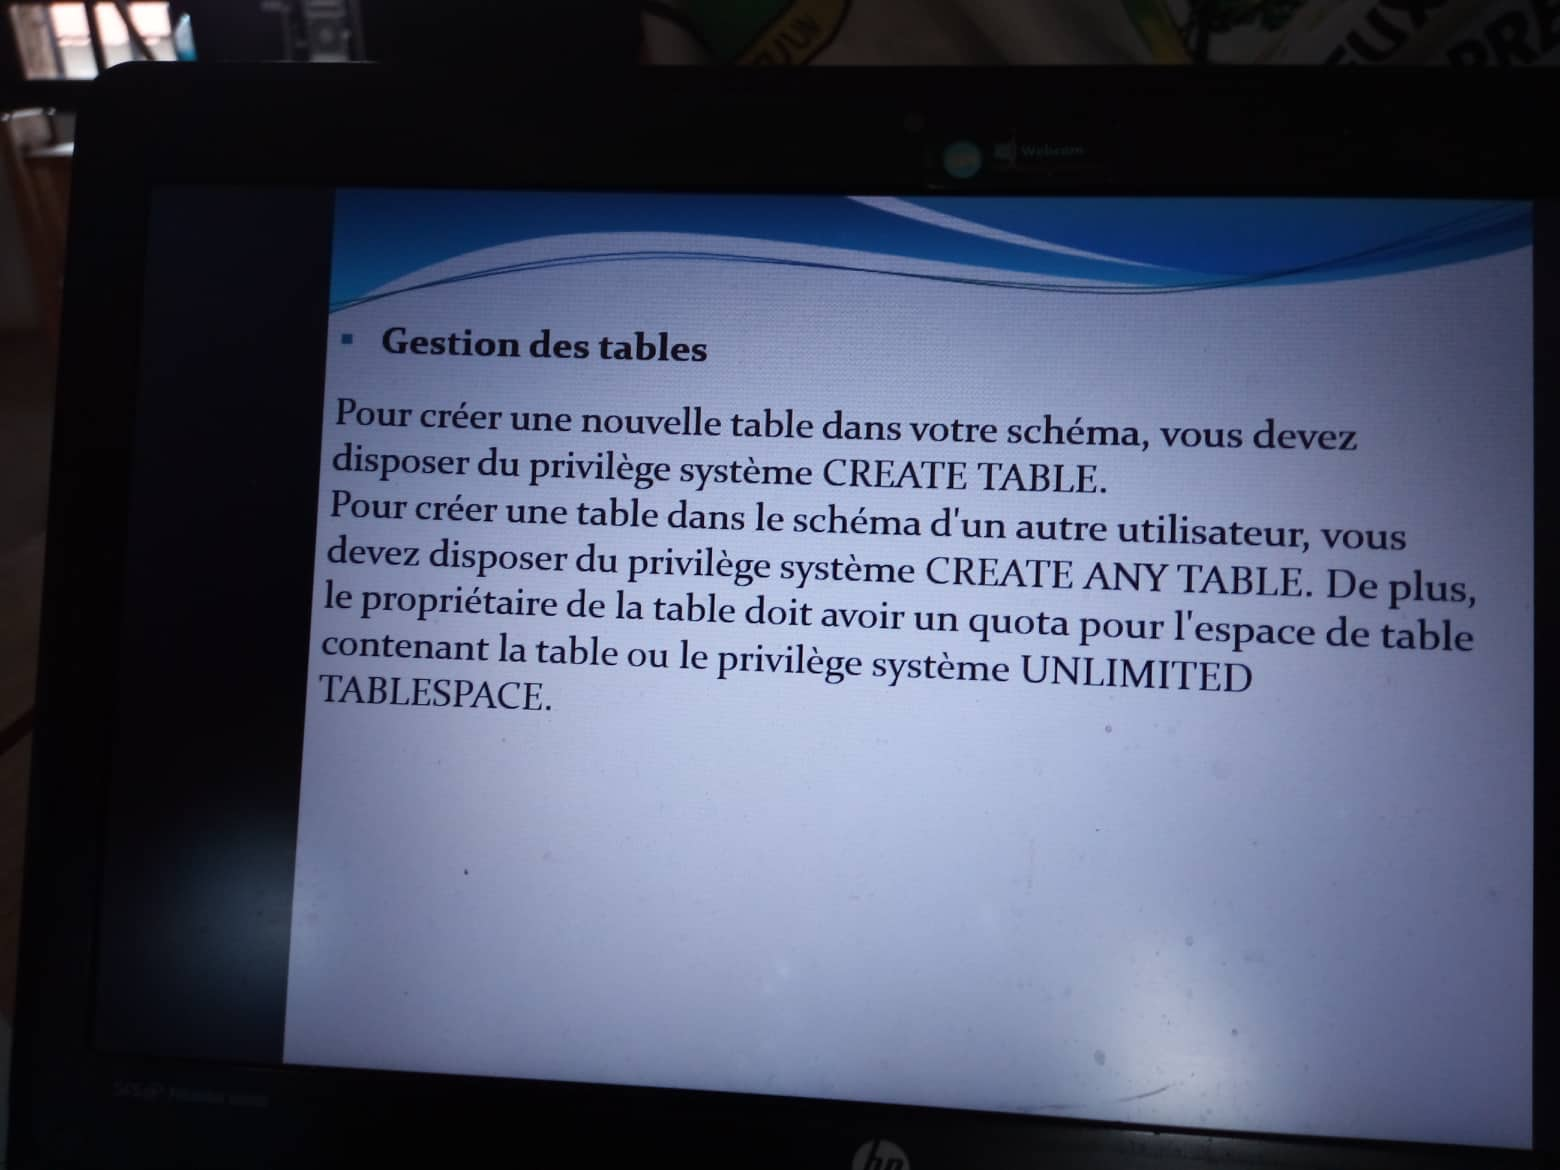 Webcam
Gestion des tables
Pour créer une nouvelle table dans votre schéma, vous devez
disposer du privilège système CREATE TABLE.
Pour créer une table dans le schéma d'un autre utilisateur, vous
devez disposer du privilège système CREATE ANY TABLE. De plus,
le propriétaire de la table doit avoir un quota pour l'espace de table
contenant la table ou le privilège système UNLIMITED
TABLESPACE.
hp